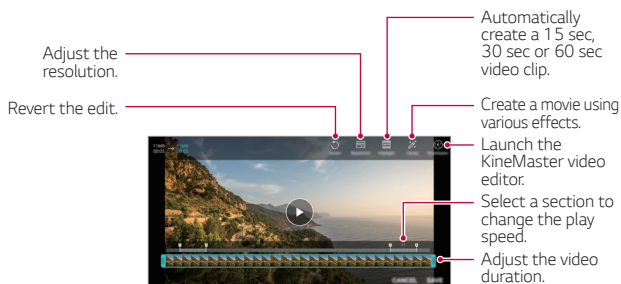 Adjust the
resolution.
Revert the edit.
Automatically
create a 15 sec,
30 sec or 60 sec
video clip.
Create a movie using
various effects.
Launch the
KineMaster video
editor.
Select a section to
change the play
speed.
Adjust the video
duration.
CANCEL SAVE